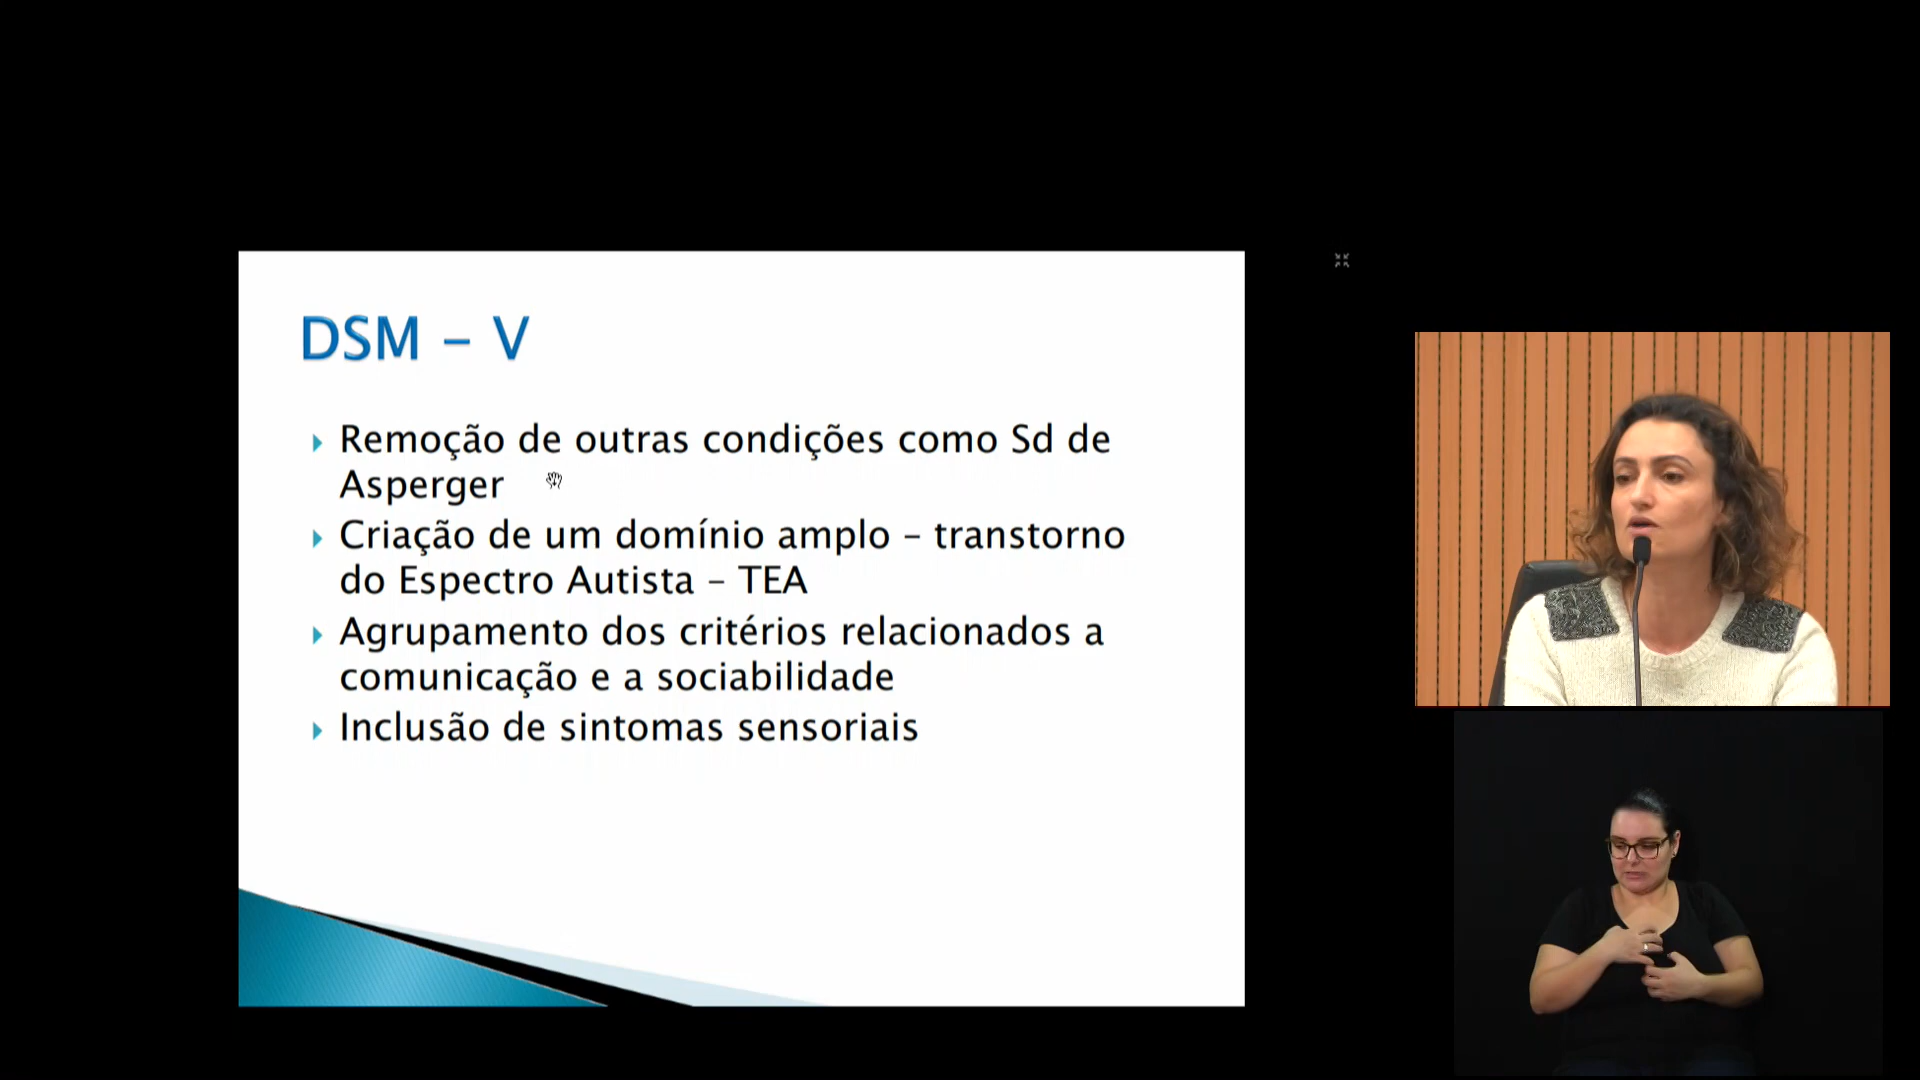 DSM – V
Remoção de outras condições como Sd de
Asperger
Criação de um domínio amplo – transtorno
do Espectro Autista – TEA
Agrupamento dos critérios relacionados a
comunicação e a sociabilidade
Inclusão de sintomas sensoriais